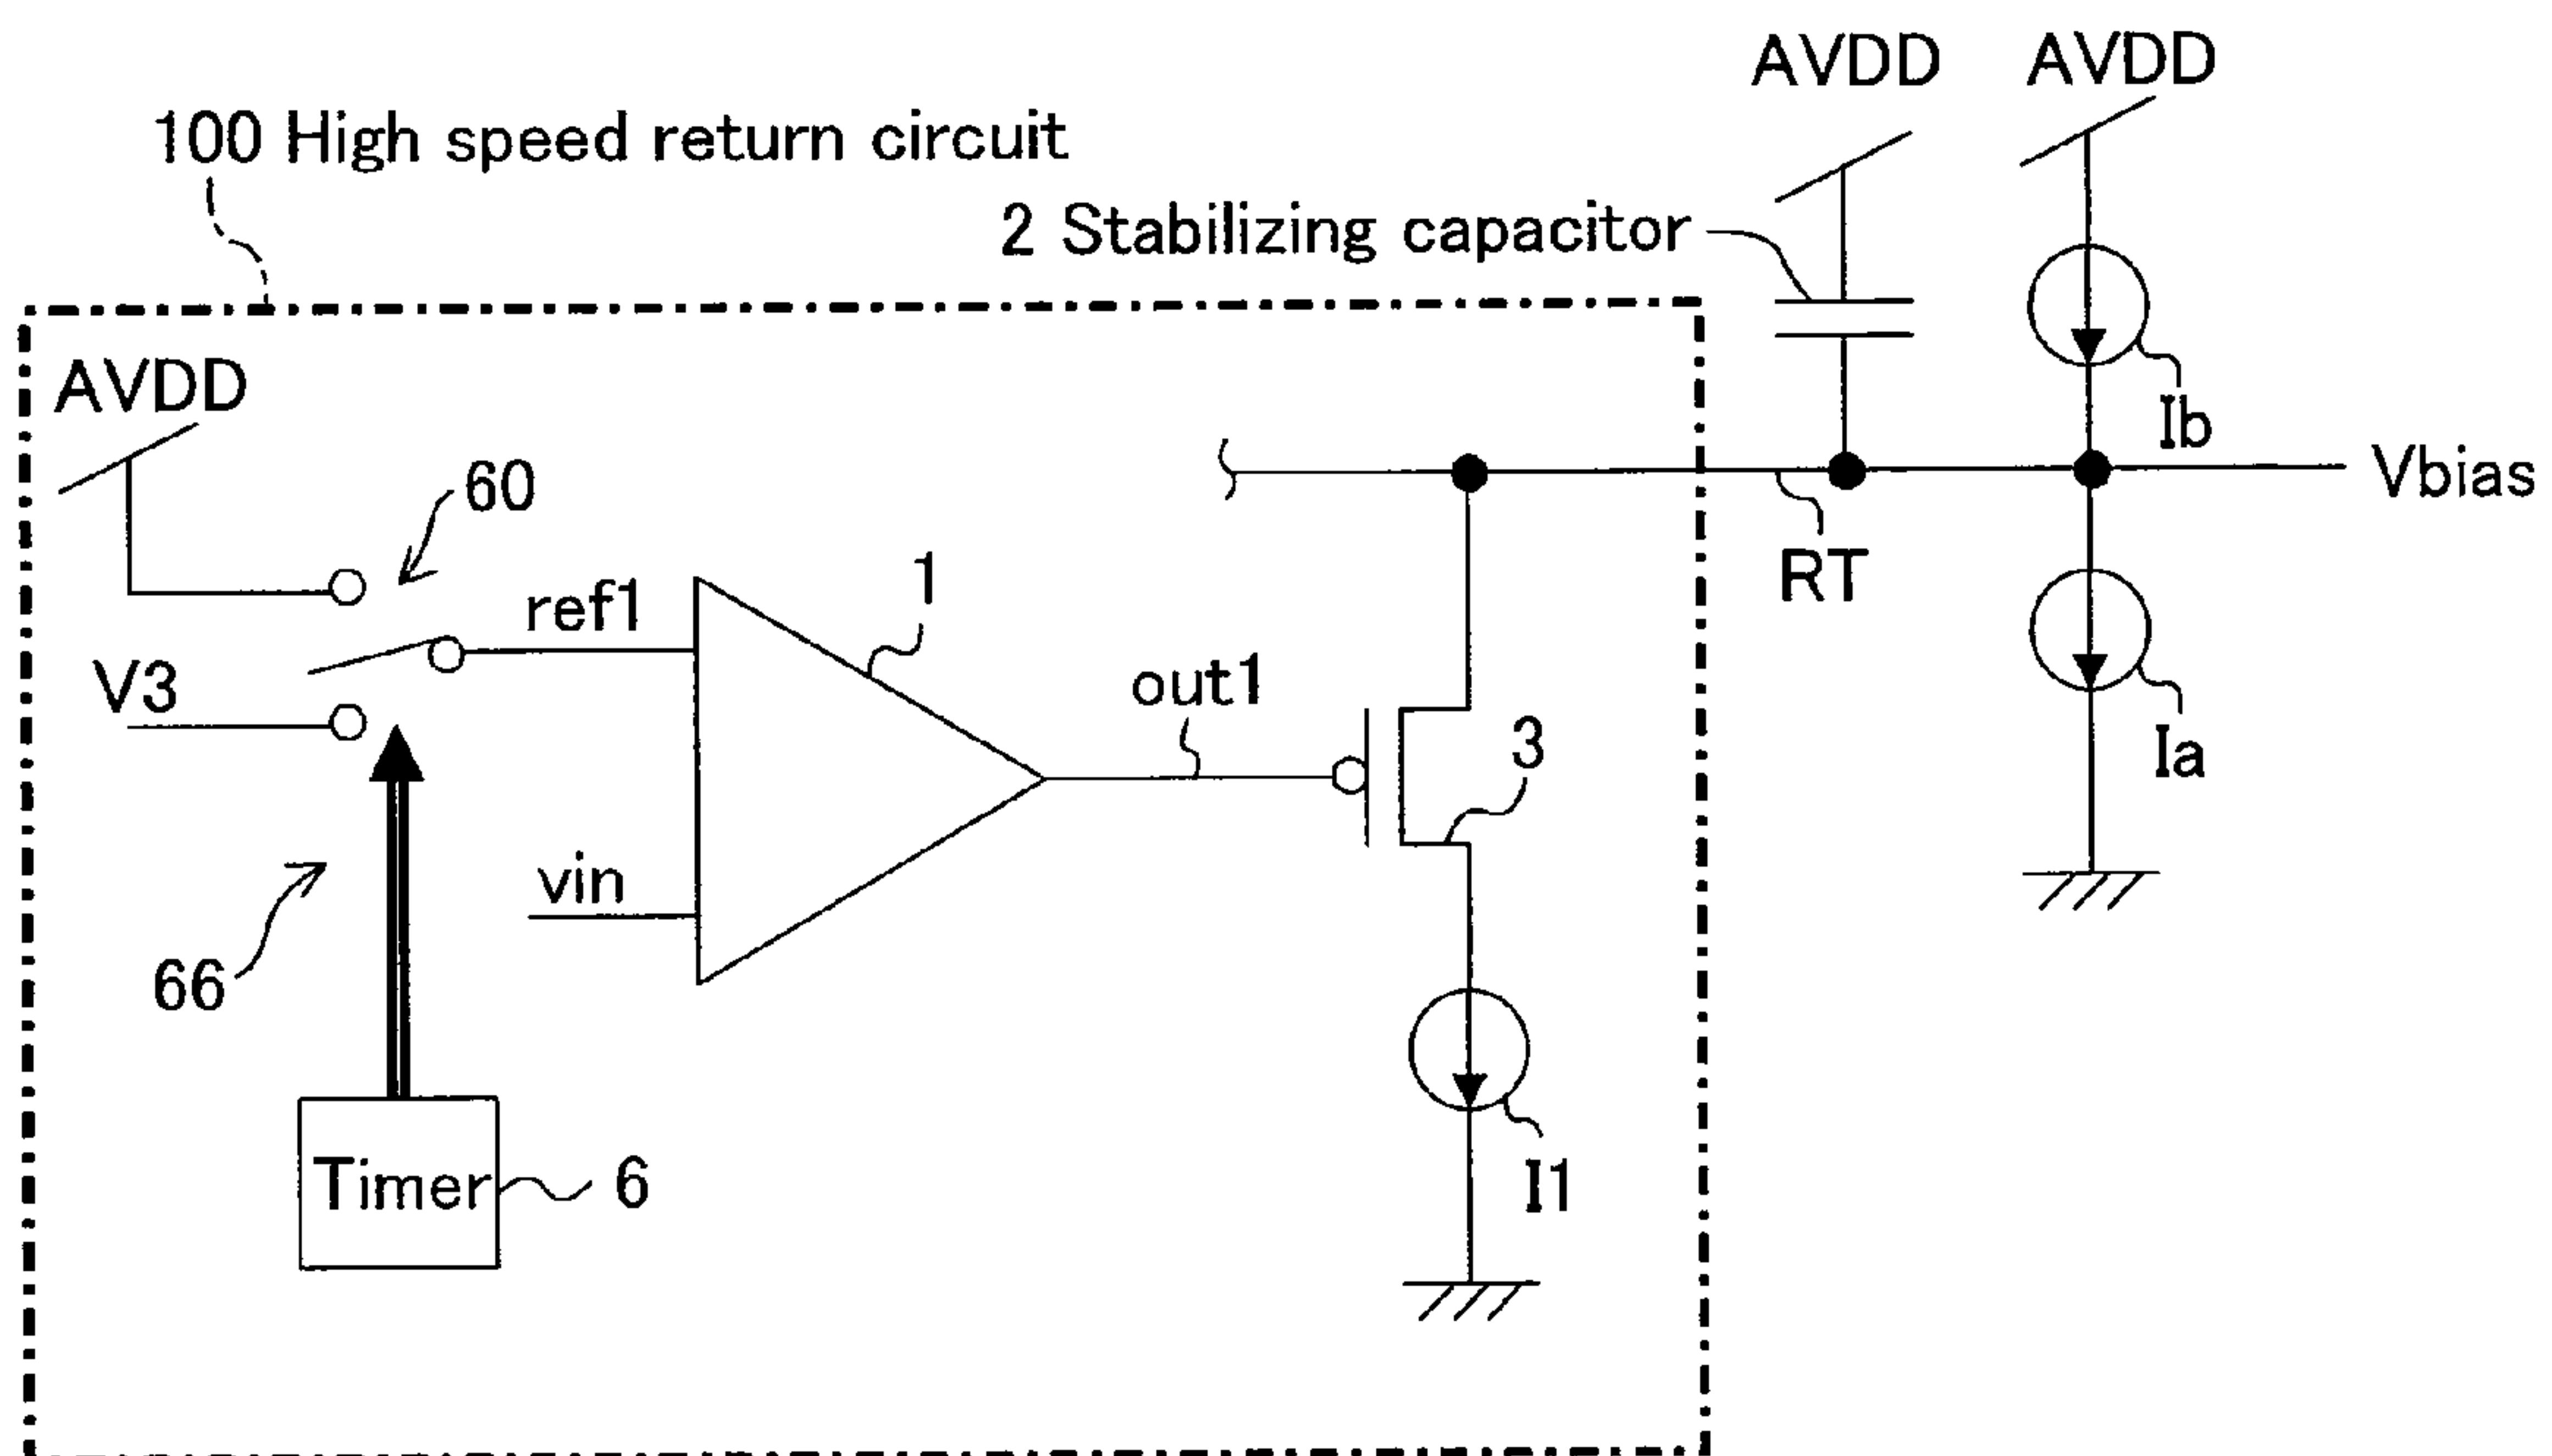 AVDD
AVDD
100 High speed return circuit
2 Stabilizing capacitor
AVDD
60
Ib
Vbias
ref1
1
RT
V3
out1
3
Ia
vin
66
Timer
6
I1